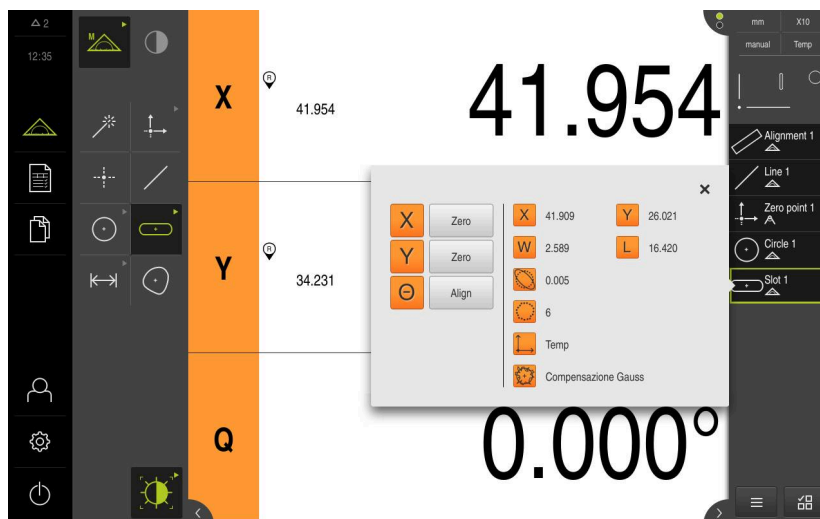 2
12:35
M
X
R
41.954
41.954
Y
R
34.231
Q
0.000°
X Zero
Y Zero
Θ Align
X 41.909 Y 26.021
W 2.589 L 16.420
0.005
6
Temp
Compensazione Gauss
mm X10
manual Temp
Alignment 1
Line 1
Zero point 1
Circle 1
Slot 1